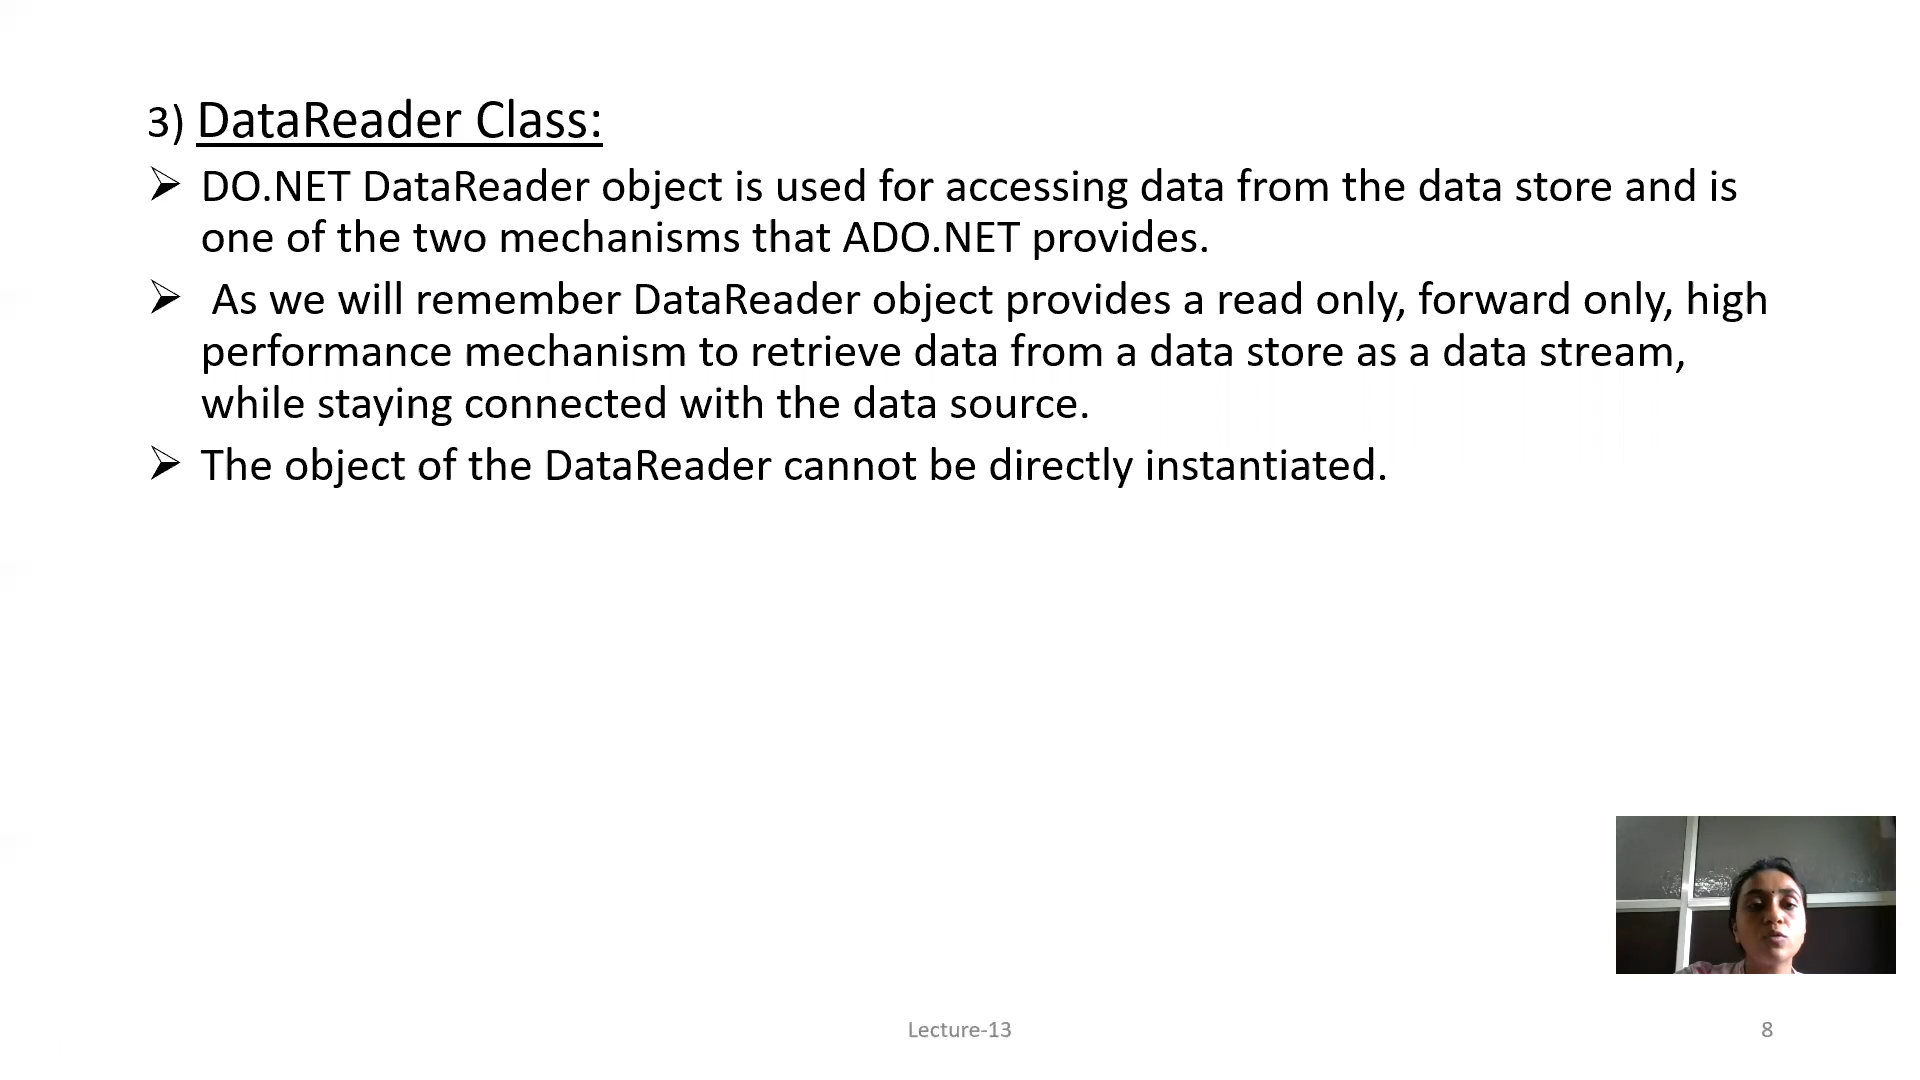 3) DataReader Class:
➢ DO.NET DataReader object is used for accessing data from the data store and is
one of the two mechanisms that ADO.NET provides.
➢ As we will remember DataReader object provides a read only, forward only, high
performance mechanism to retrieve data from a data store as a data stream,
while staying connected with the data source.
➢ The object of the DataReader cannot be directly instantiated.
Lecture-13
8